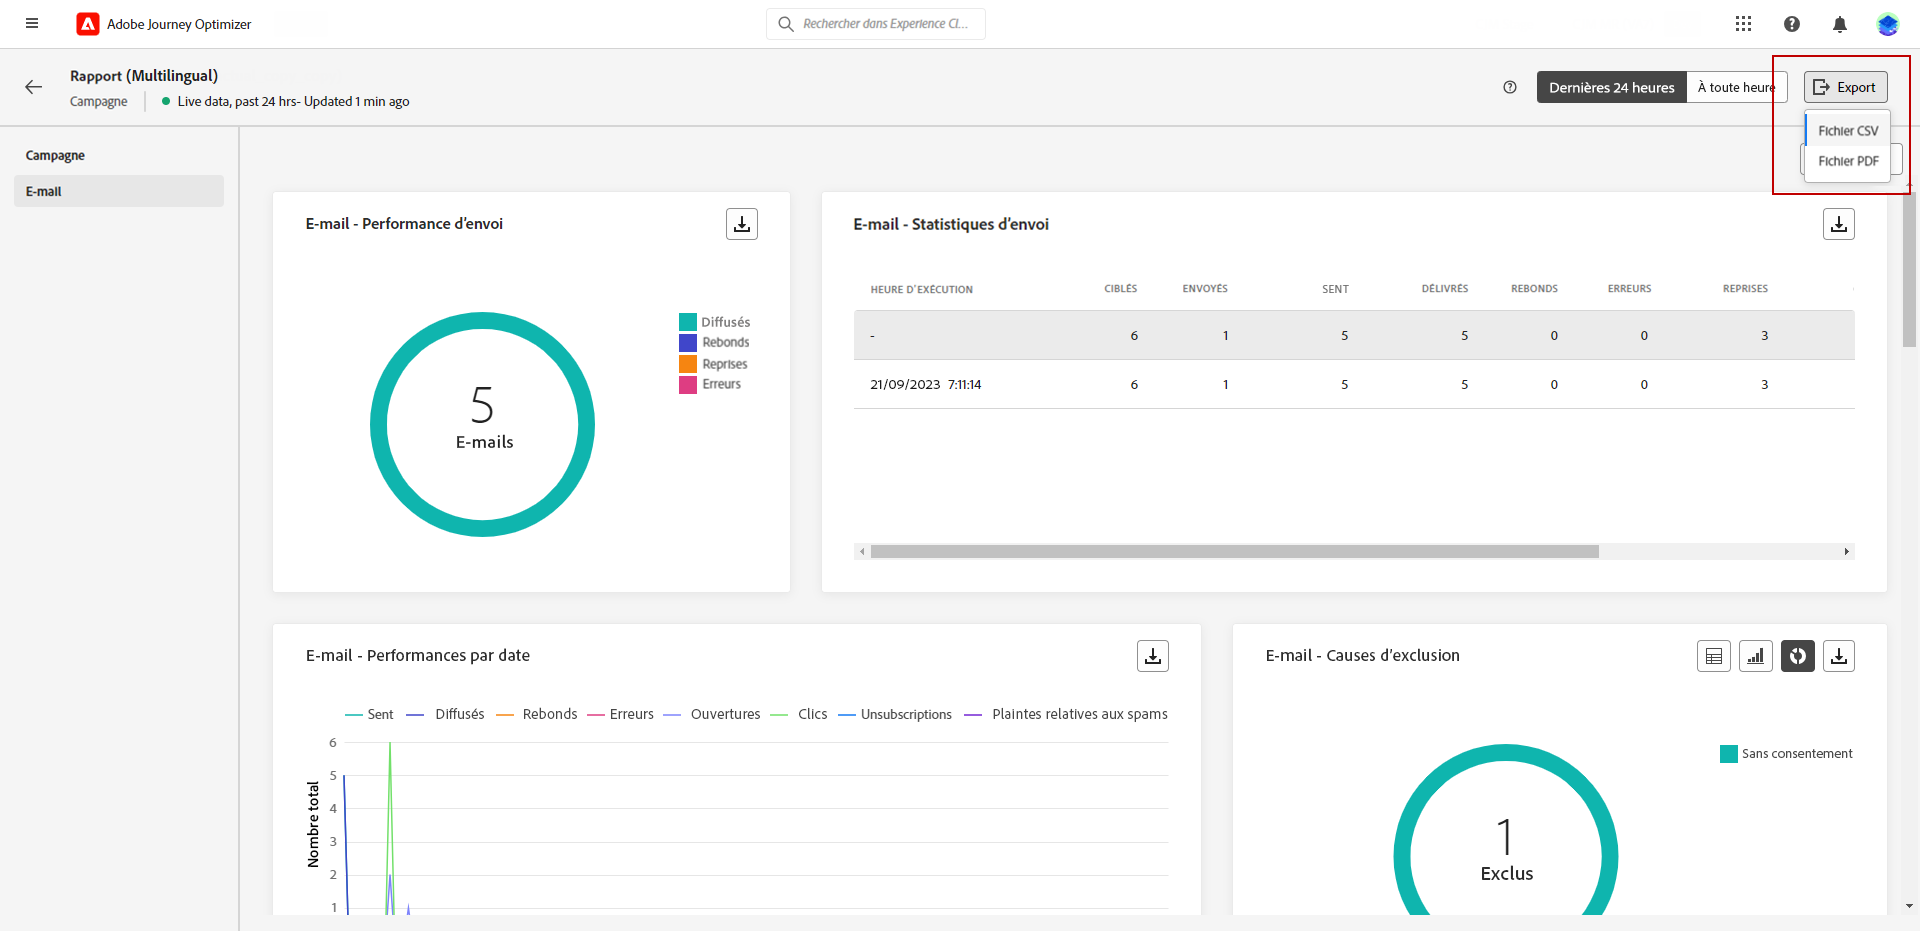 Adobe Journey Optimizer
Rechercher dans Experience Cl...
Rapport (Multilingual)
Campagne
Live data, past 24 hrs- Updated 1 min ago
Dernières 24 heures
À toute heure
Export
Fichier CSV
Fichier PDF
Campagne
E-mail
E-mail - Performance d'envoi
5
E-mails
Diffusés
Rebonds
Reprises
Erreurs
E-mail - Statistiques d'envoi
HEURE D'EXÉCUTION CIBLÉS ENVOYÉS SENT DÉLIVRÉS REBONDS ERREURS REPRISES
- 6 1 5 5 0 0 3
21/09/2023 7:11:14 6 1 5 5 0 0 3
E-mail - Performances par date
Sent Diffusés Rebonds Erreurs Ouvertures Clics Unsubscriptions Plaintes relatives aux spams
Nombre total
6
5
4
3
2
1
E-mail - Causes d'exclusion
Sans consentement
1
Exclus